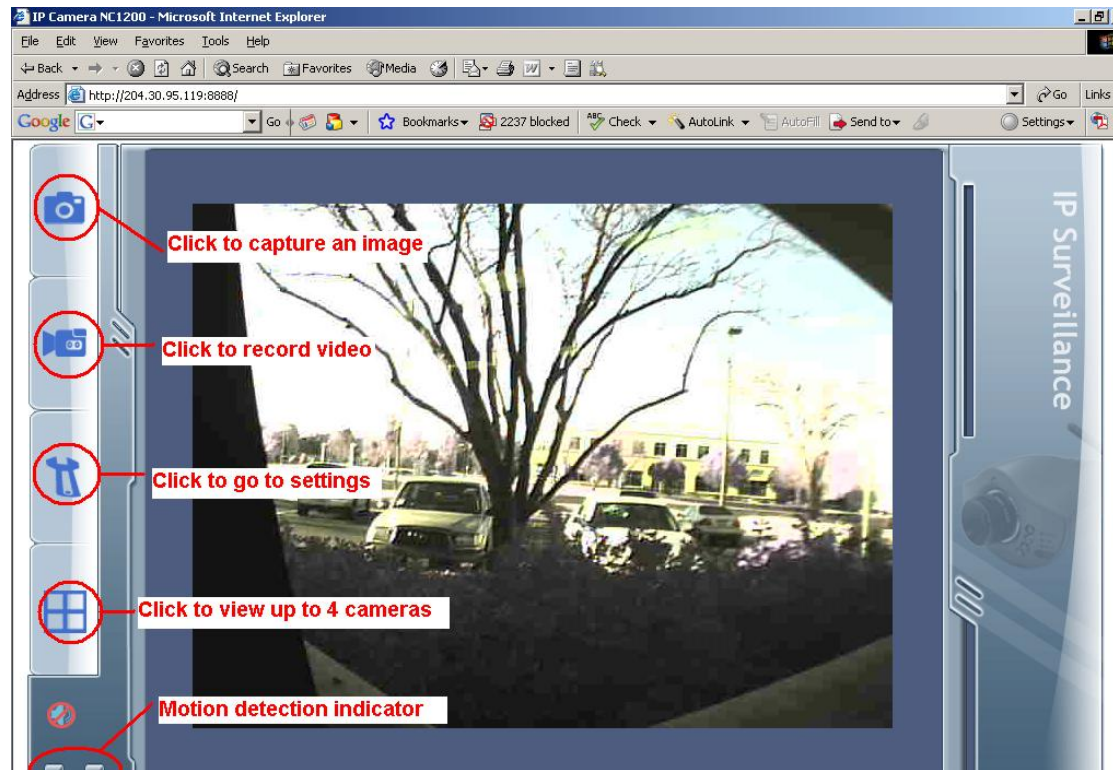 IP Camera NC1200 - Microsoft Internet Explorer
File Edit View Favorites Tools Help
Back Search Favorites Media
Address http://204.30.95.119:8888/ Go Links
Google G Go Bookmarks 2237 blocked ABC Check AutoLink AutoFill Send to Settings
IP Surveillance
Click to capture an image
Click to record video
Click to go to settings
Click to view up to 4 cameras
Motion detection indicator